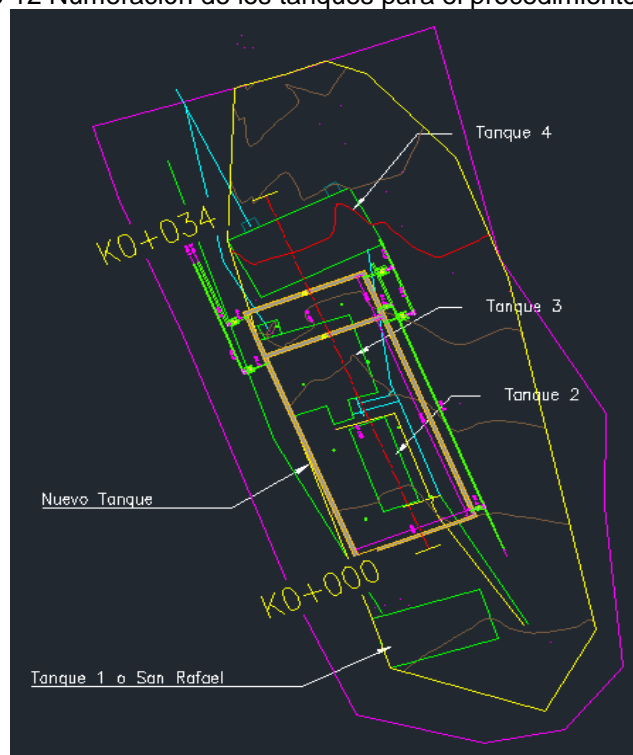 12 Numeración de los tanques para el procedimiento
Tanque 4
K0+034
Tanque 3
Tanque 2
Nuevo Tanque
K0+000
Tanque 1 o San Rafael